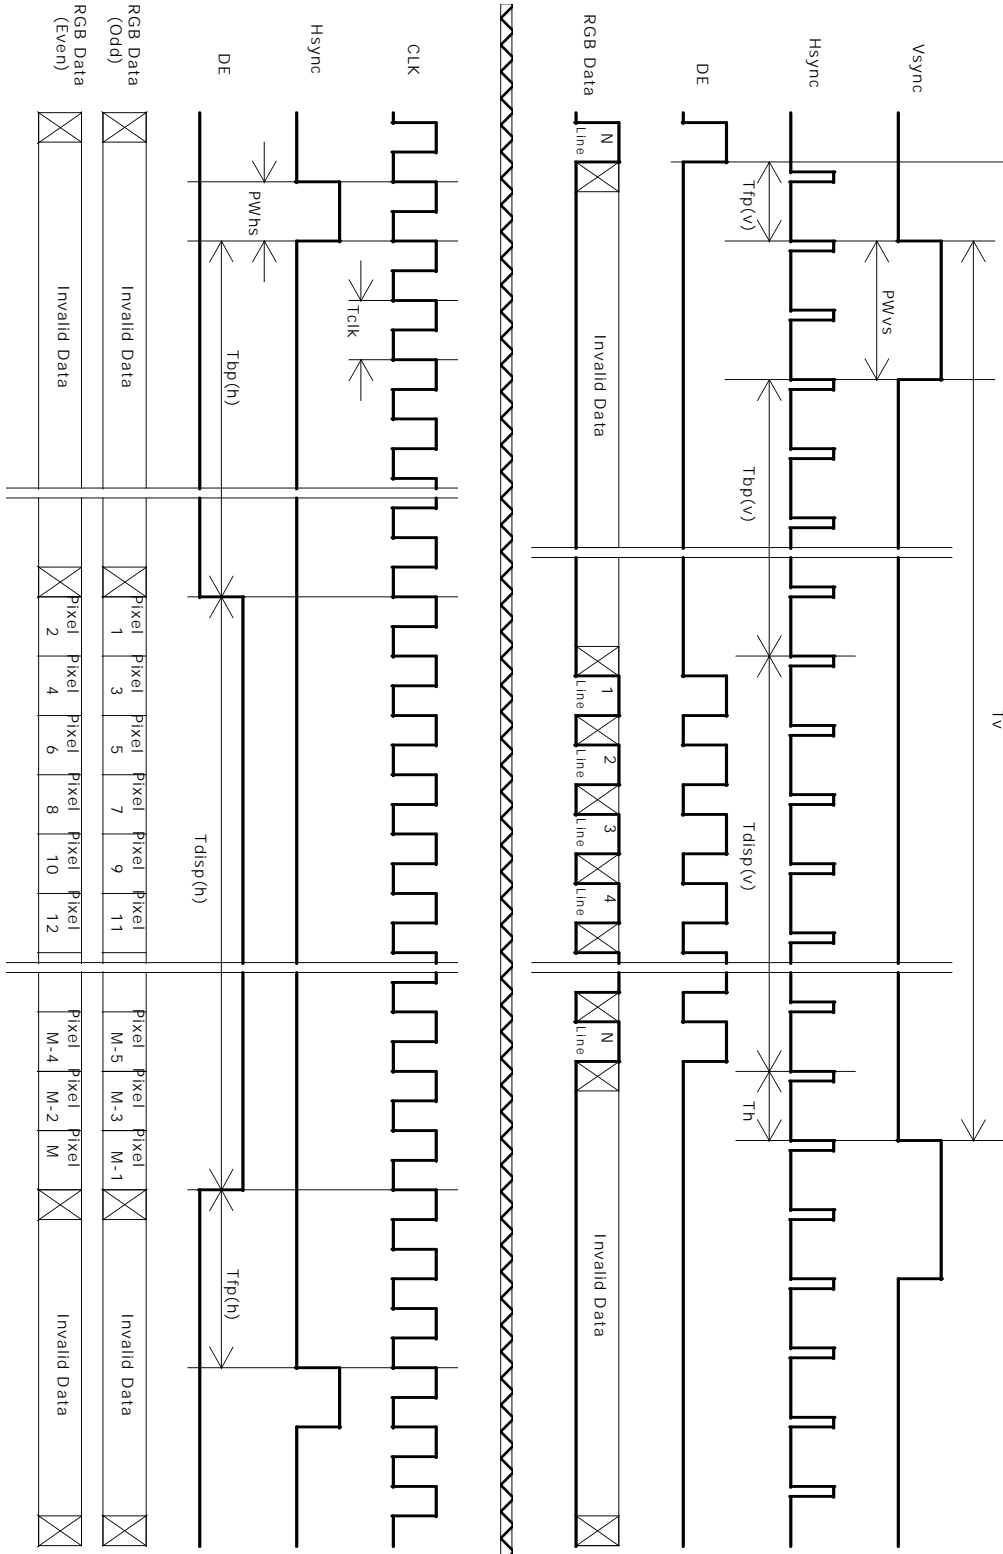 Vsync
Tv
PWvs
Hsync
Tfp(v)
Tbp(v)
Tdisp(v)
Th
DE
RGB Data
Line N
Invalid Data
Line 1
Line 2
Line 3
Line 4
Line N
Invalid Data
CLK
Tclk
Hsync
PWhs
DE
Tbp(h)
Tdisp(h)
Tfp(h)
RGB Data
(Odd)
Invalid Data
Pixel 1
Pixel 3
Pixel 5
Pixel 7
Pixel 9
Pixel 11
Pixel M-5
Pixel M-3
Pixel M-1
Invalid Data
RGB Data
(Even)
Invalid Data
Pixel 2
Pixel 4
Pixel 6
Pixel 8
Pixel 10
Pixel 12
Pixel M-4
Pixel M-2
Pixel M
Invalid Data